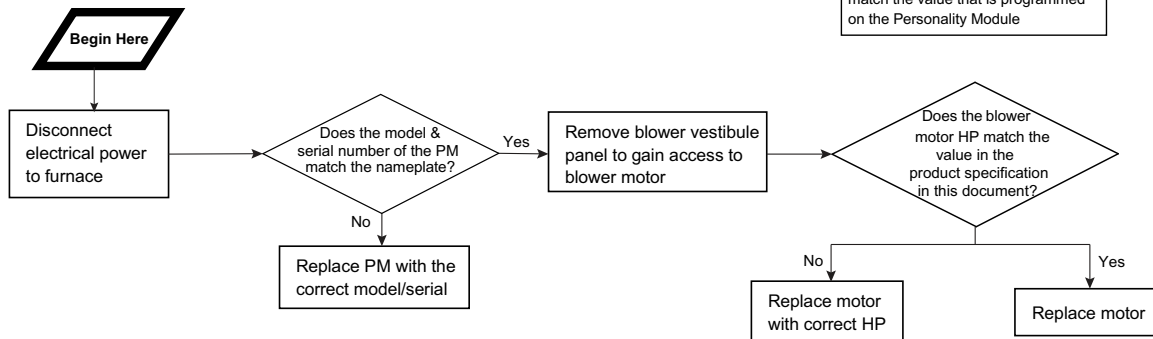 match the value that is programmed
on the Personality Module
Begin Here
Disconnect
electrical power
to furnace
Does the model &
serial number of the PM
match the nameplate?
Yes
No
Replace PM with the
correct model/serial
Remove blower vestibule
panel to gain access to
blower motor
Does the blower
motor HP match the
value in the
product specification
in this document?
No
Replace motor
with correct HP
Yes
Replace motor